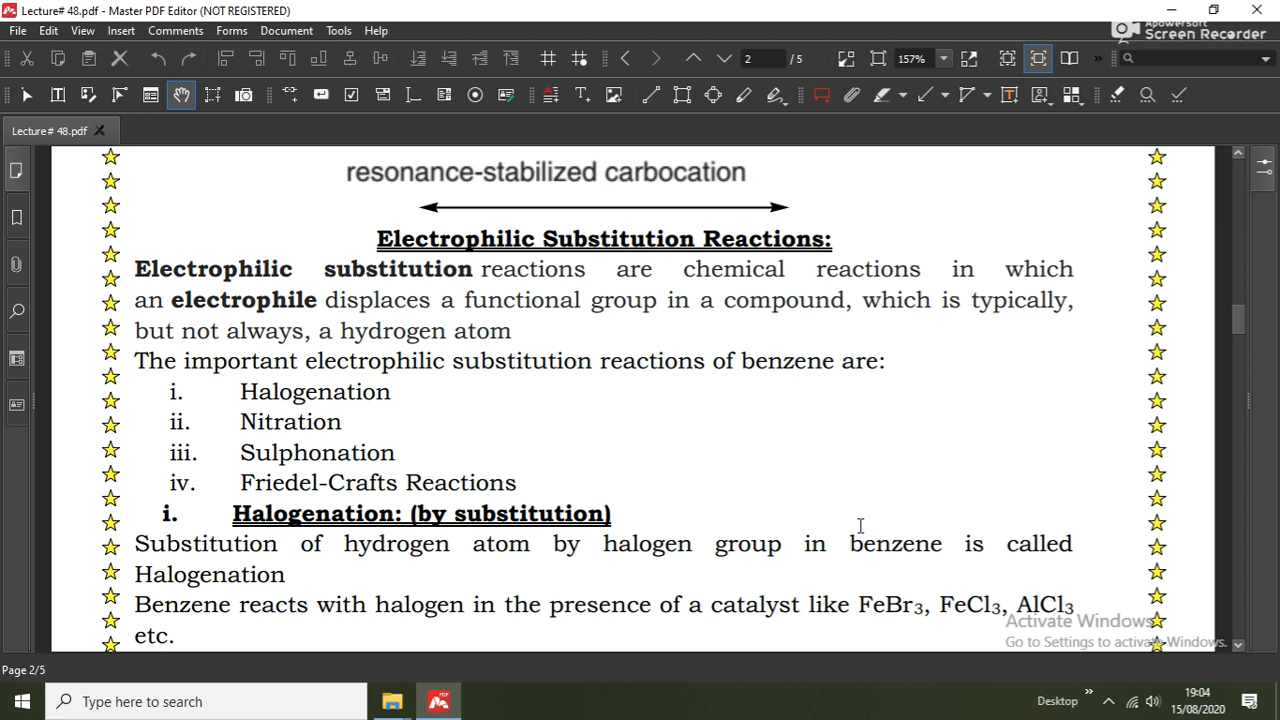 Lecture# 48.pdf - Master PDF Editor (NOT REGISTERED)
File Edit View Insert Comments Forms Document Tools Help
Apowersoft
Screen Recorder
2 / 5
157%
Lecture# 48.pdf
resonance-stabilized carbocation
Electrophilic Substitution Reactions:
Electrophilic substitution reactions are chemical reactions in which
an electrophile displaces a functional group in a compound, which is typically,
but not always, a hydrogen atom
The important electrophilic substitution reactions of benzene are:
i. Halogenation
ii. Nitration
iii. Sulphonation
iv. Friedel-Crafts Reactions
i. Halogenation: (by substitution)
Substitution of hydrogen atom by halogen group in benzene is called
Halogenation
Benzene reacts with halogen in the presence of a catalyst like FeBr₃, FeCl₃, AlCl₃
etc.
Activate Windows
Go to Settings to activate Windows.
Page 2/5
Type here to search
Desktop
19:04
15/08/2020